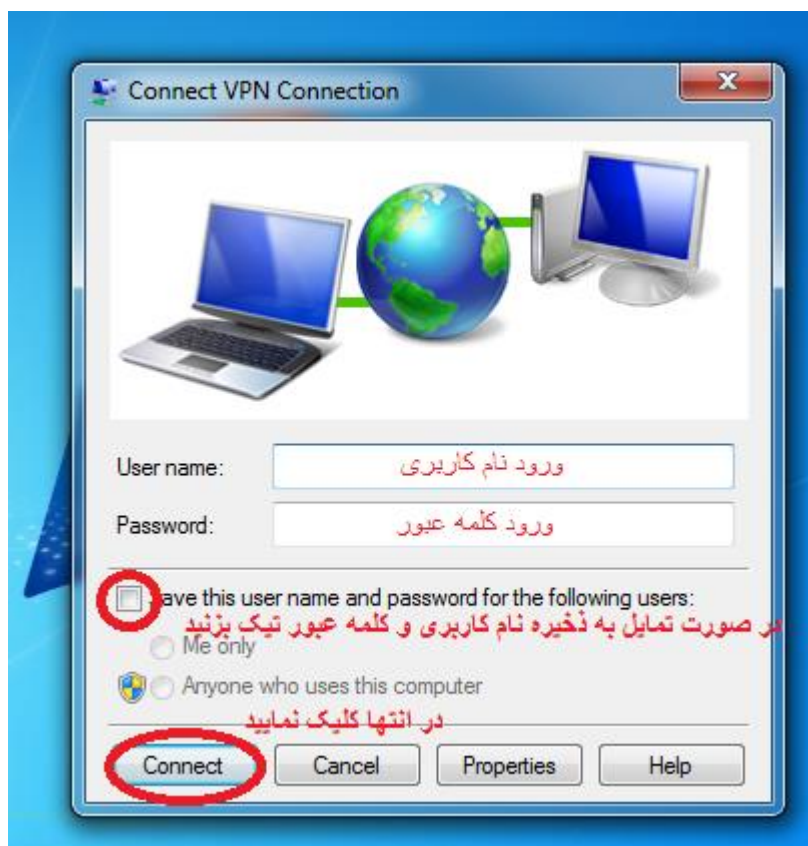 Connect VPN Connection
User name:
ورود نام کاربری
Password:
ورود کلمه عبور
ave this user name and password for the following users:
در صورت تمایل به ذخیره نام کاربری و کلمه عبور تیک بزنید
Me only
Anyone who uses this computer
در انتها کلیک نمایید
Connect
Cancel
Properties
Help